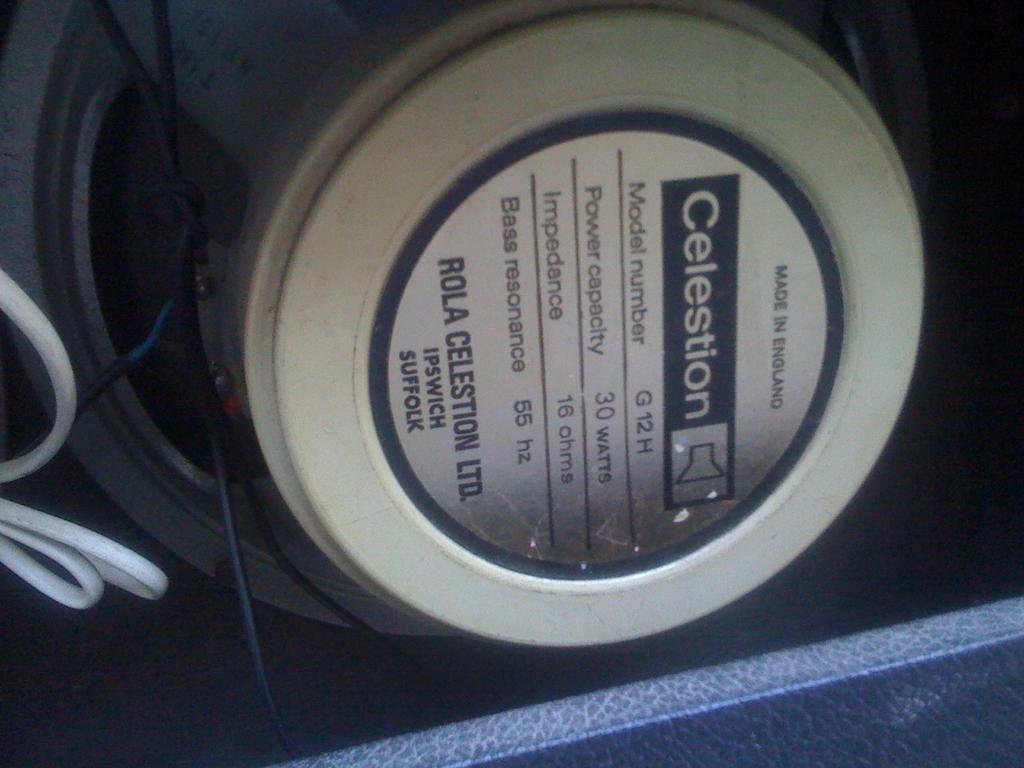 MADE IN ENGLAND
Celestion
Model number G 12 H
Power capacity 30 WATTS
Impedance 16 ohms
Bass resonance 55 hz
ROLA CELESTION LTD.
IPSWICH
SUFFOLK